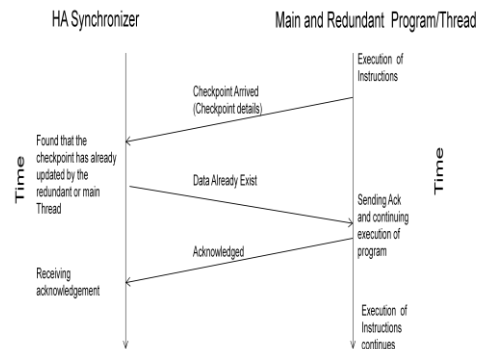 HA Synchronizer
Main and Redundant Program/Thread
Execution of
Instructions
Checkpoint Arrived
(Checkpoint details)
Found that the
checkpoint has already
updated by the
redundant or main
Thread
Time
Time
Data Already Exist
Sending Ack
and continuing
execution of
program
Acknowledged
Receiving
acknowledgement
Execution of
Instructions
continues